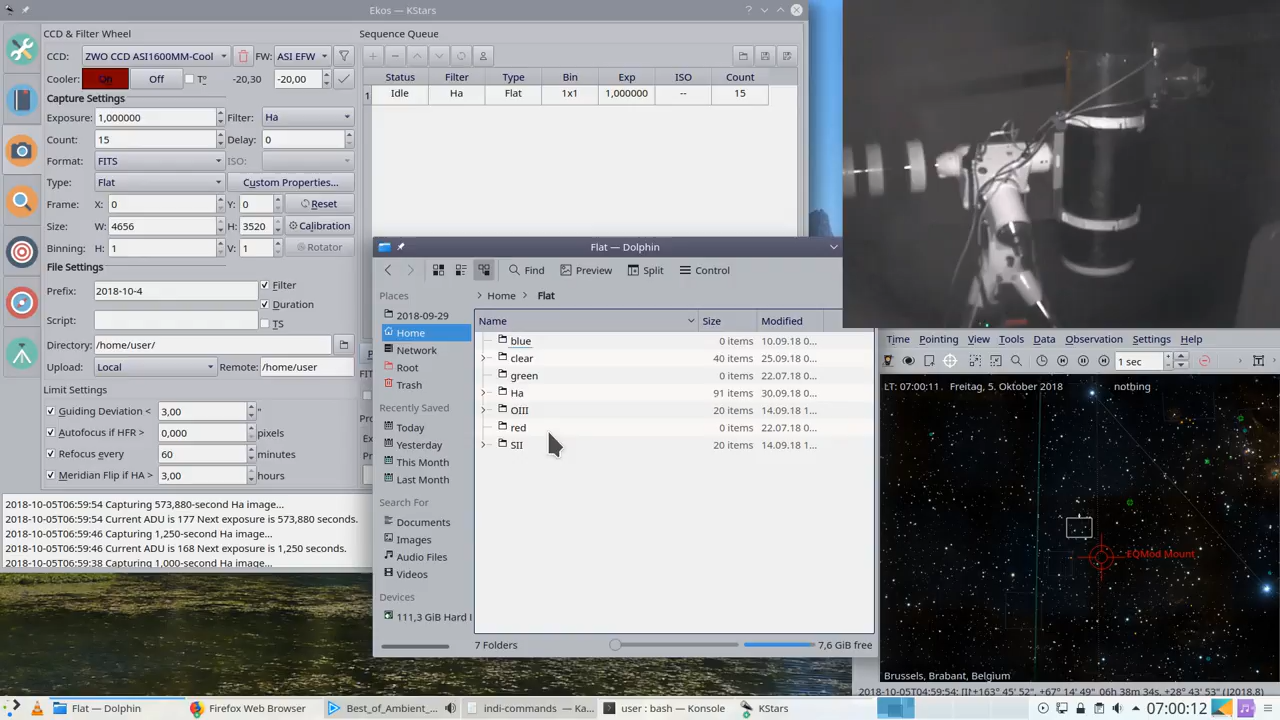 Ekos — KStars
CCD & Filter Wheel
CCD: ZWO CCD ASI1600MM-Cool FW: ASI EFW
Cooler: On Off T° -20,30 -20,00
Capture Settings
Exposure: 1,000000 Filter: Ha
Count: 15 Delay: 0
Format: FITS ISO:
Type: Flat Custom Properties...
Frame: X: 0 Y: 0 Reset
Size: W: 4656 H: 3520 Calibration
Binning: H: 1 V: 1 Rotator
File Settings
Prefix: 2018-10-4 Filter
Duration
Script: TS
Directory: /home/user/
Upload: Local Remote: /home/user
Limit Settings
Guiding Deviation < 3,00 "
Autofocus if HFR > 0,000 pixels
Refocus every 60 minutes
Meridian Flip if HA > 3,00 hours
2018-10-05T06:59:54 Capturing 573,880-second Ha image...
2018-10-05T06:59:54 Current ADU is 177 Next exposure is 573,880 seconds.
2018-10-05T06:59:46 Capturing 1,250-second Ha image...
2018-10-05T06:59:46 Current ADU is 168 Next exposure is 1,250 seconds.
2018-10-05T06:59:38 Capturing 1,000-second Ha image...
Sequence Queue
Status Filter Type Bin Exp ISO Count
1 Idle Ha Flat 1x1 1,000000 -- 15
Flat — Dolphin
Find Preview Split Control
Places
2018-09-29
Home
Network
Root
Trash
Recently Saved
Today
Yesterday
This Month
Last Month
Search For
Documents
Images
Audio Files
Videos
Devices
111,3 GiB Hard
Home Flat
Name Size Modified
blue 0 items 10.09.18 0...
clear 40 items 25.09.18 0...
green 0 items 22.07.18 0...
Ha 91 items 30.09.18 0...
OIII 20 items 14.09.18 1...
red 0 items 22.07.18 0...
SII 20 items 14.09.18 1...
7 Folders 7,6 GiB free
Time Pointing View Tools Data Observation Settings Help
1 sec
LT: 07:00:11 Freitag, 5. Oktober 2018 nothing
EQMod Mount
Brussels, Brabant, Belgium
Flat — Dolphin Firefox Web Browser Best_of_Ambient_... indi-commands — Ka... user : bash — Konsole KStars 07:00:12